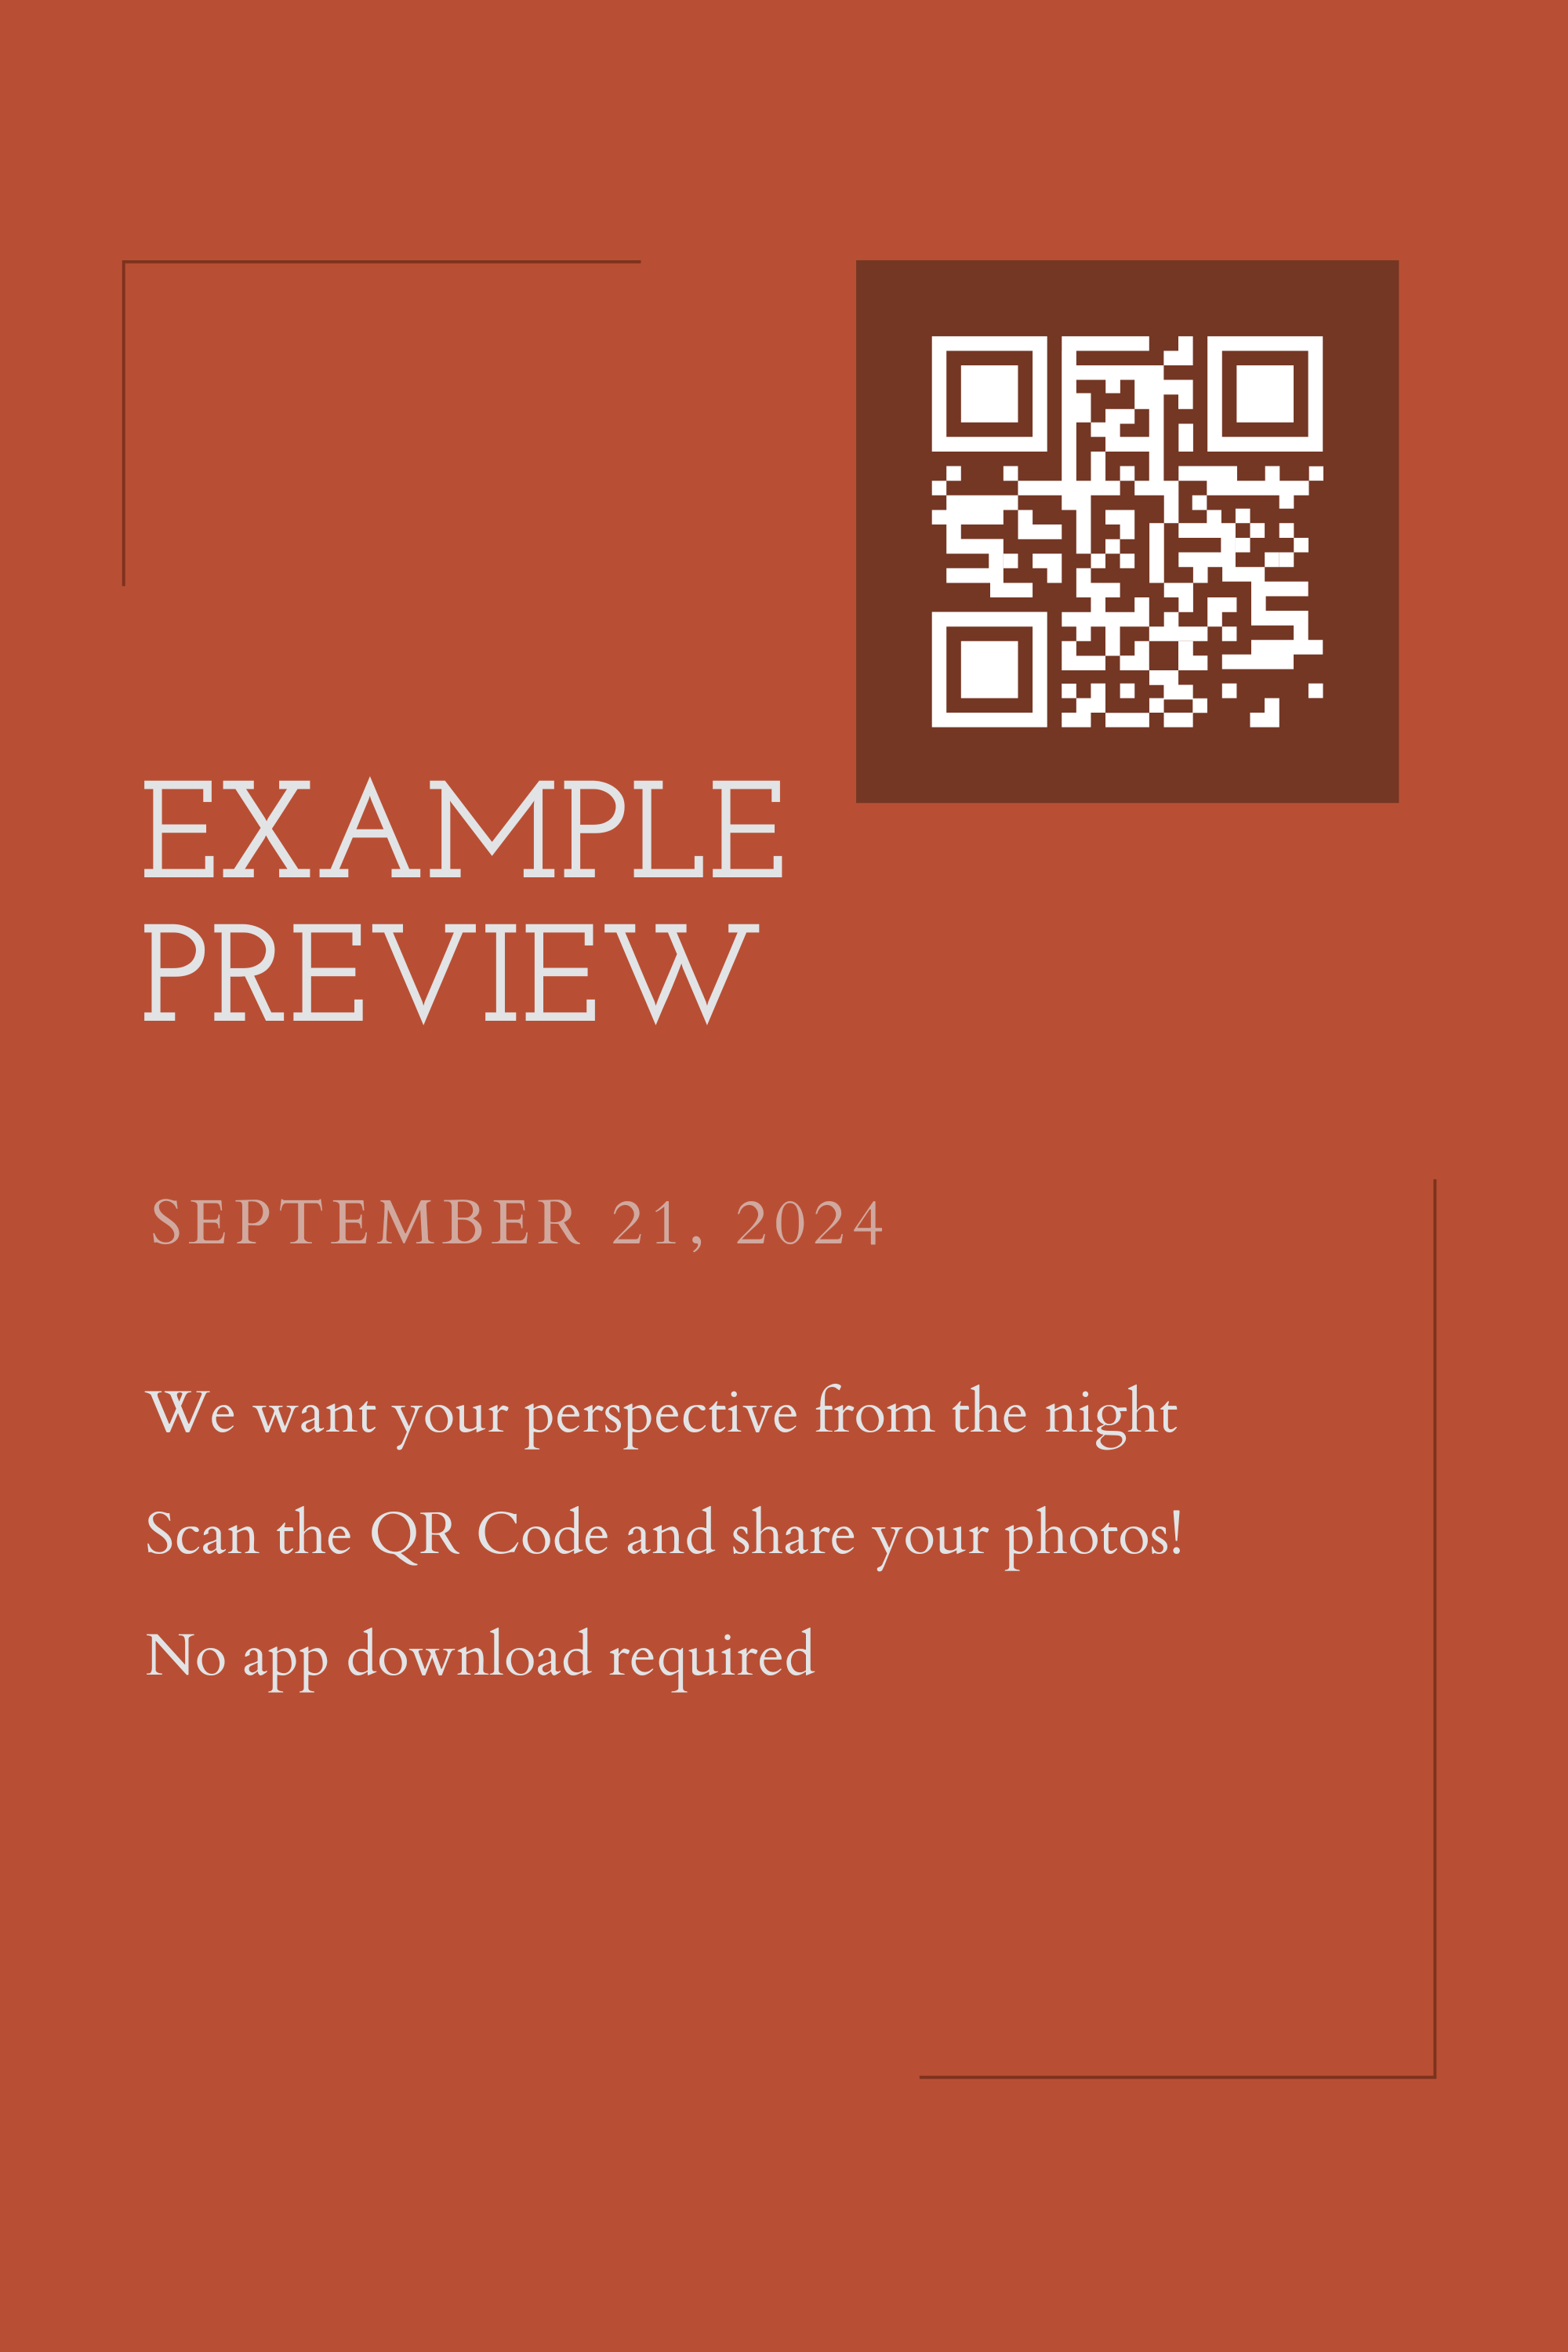 EXAMPLE
PREVIEW
SEPTEMBER 21, 2024
We want your perspective from the night
Scan the QR Code and share your photos!
No app download required